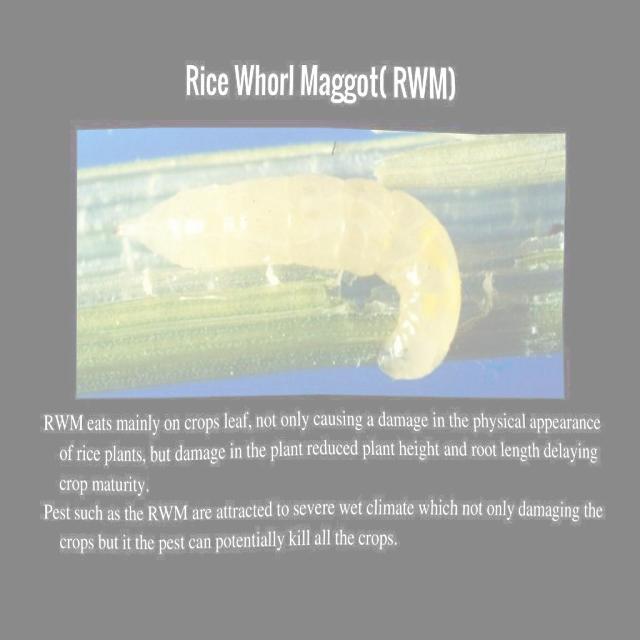 Rice Whorl Maggot( RWM)
RWM eats mainly on crops leaf, not only causing a damage in the physical appearance
of rice plants, but damage in the plant reduced plant height and root length delaying
crop maturity.
Pest such as the RWM are attracted to severe wet climate which not only damaging the
crops but it the pest can potentially kill all the crops.